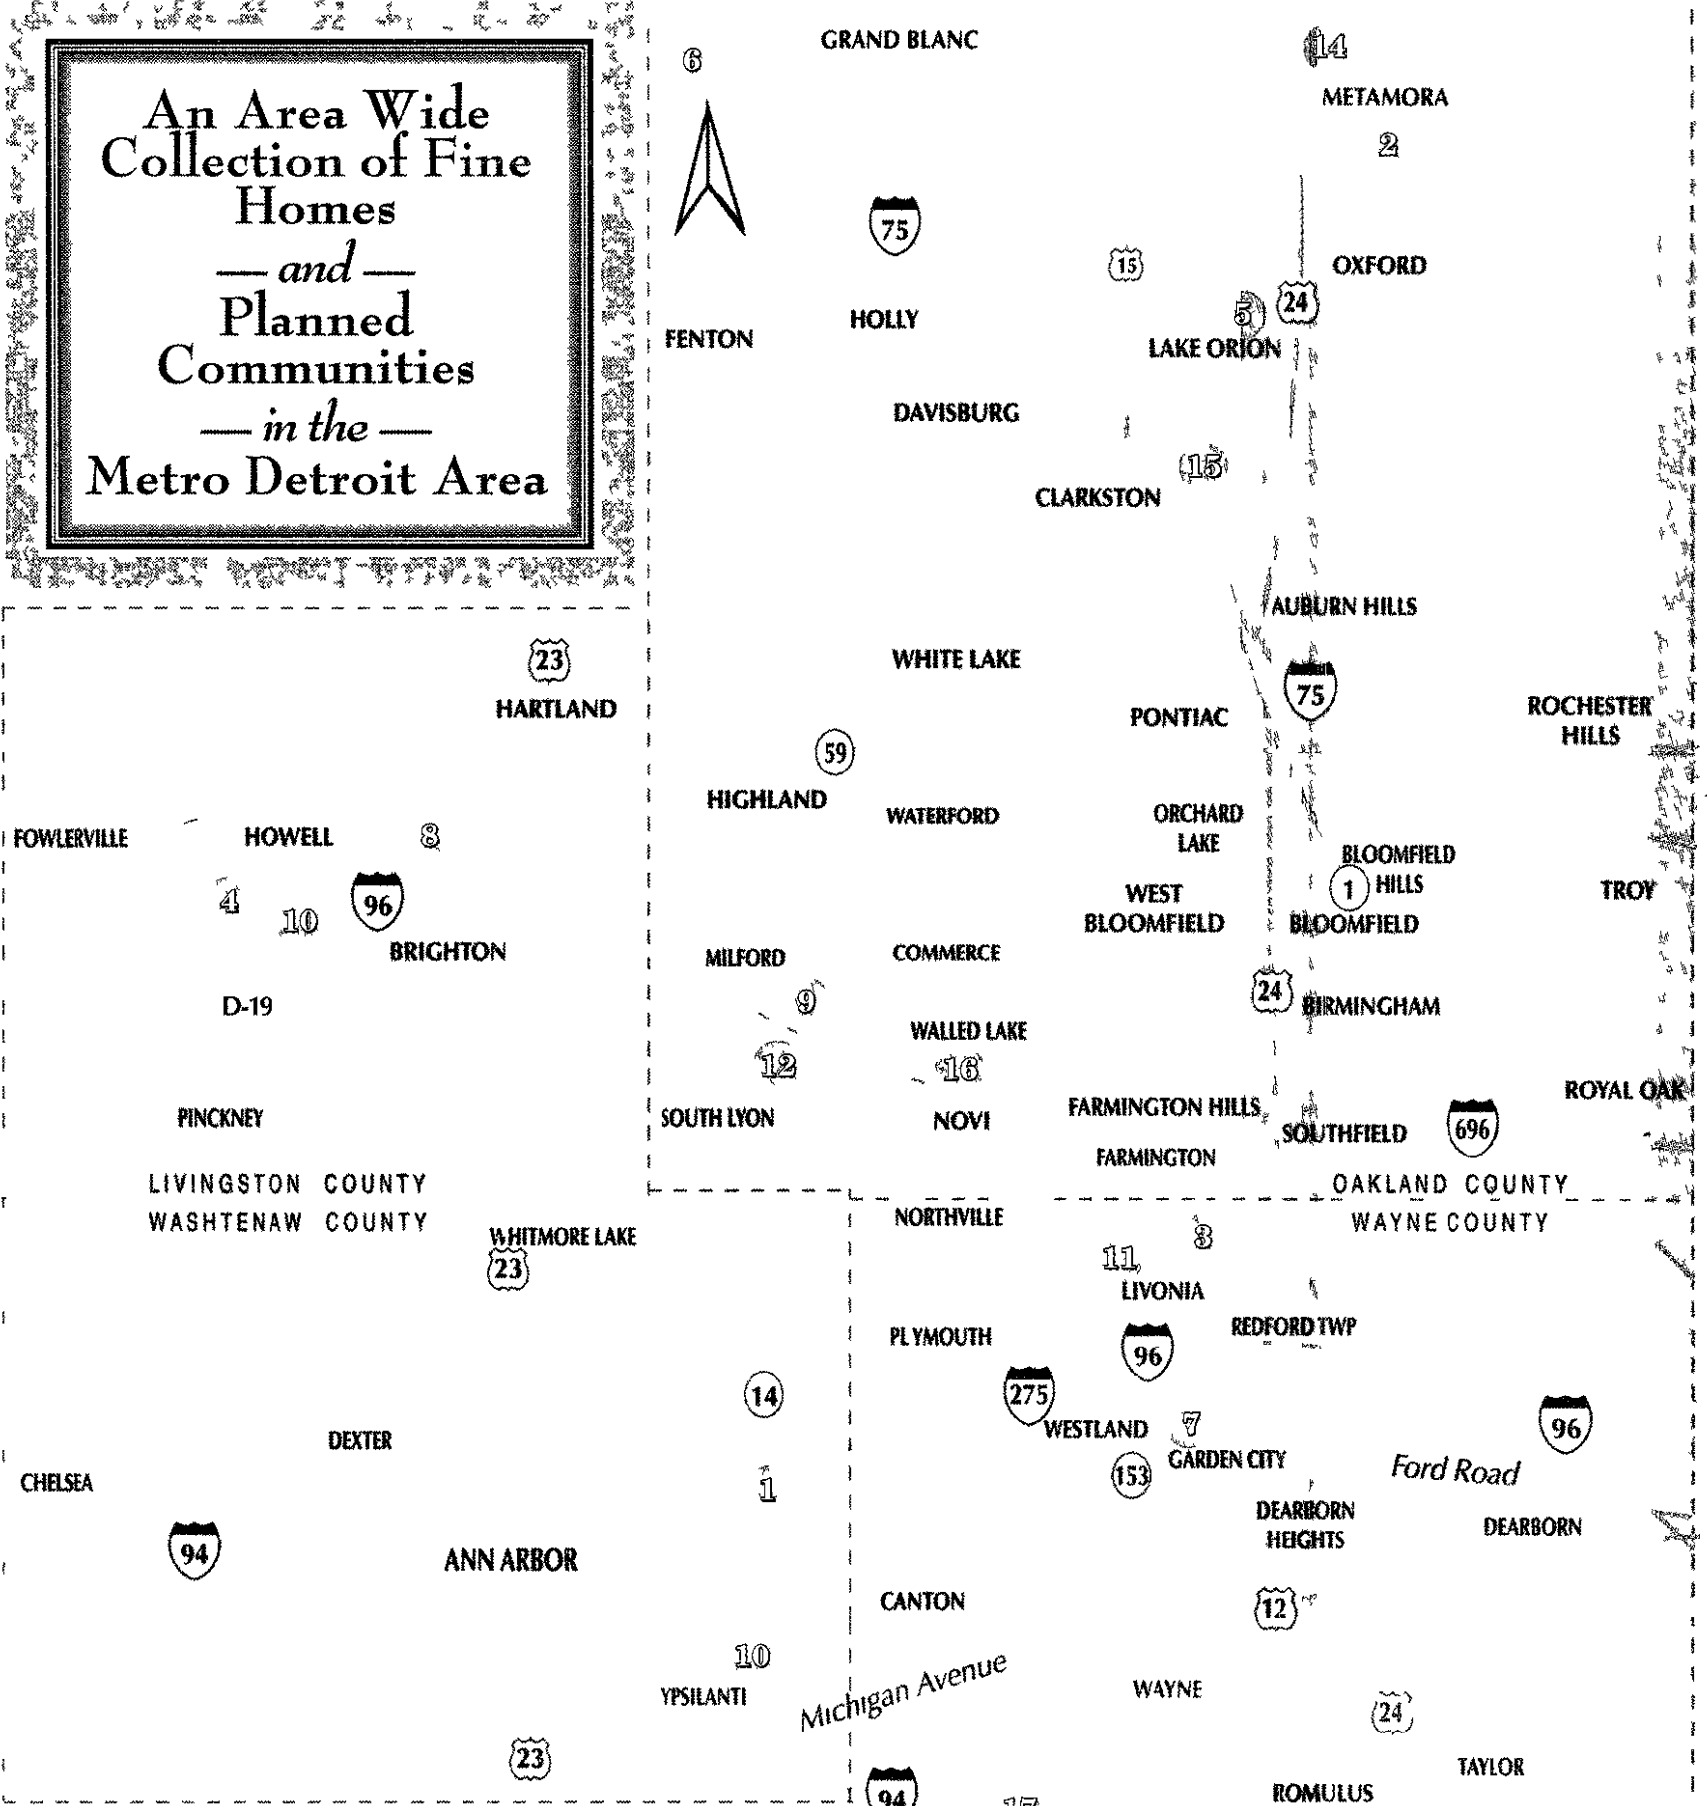 An Area Wide
Collection of Fine
Homes
— and —
Planned
Communities
— in the —
Metro Detroit Area
6
GRAND BLANC
14
METAMORA
2
75
15
OXFORD
24
5
HOLLY
FENTON
LAKE ORION
DAVISBURG
15
CLARKSTON
AUBURN HILLS
23
WHITE LAKE
75
HARTLAND
PONTIAC
ROCHESTER
HILLS
59
HIGHLAND
WATERFORD
ORCHARD
LAKE
FOWLERVILLE
HOWELL
8
BLOOMFIELD
HILLS
1
4
10
96
WEST
BLOOMFIELD
BLOOMFIELD
TROY
BRIGHTON
MILFORD
COMMERCE
24
D-19
9
BIRMINGHAM
WALLED LAKE
12
16
ROYAL OAK
PINCKNEY
SOUTH LYON
NOVI
FARMINGTON HILLS
SOUTHFIELD
696
FARMINGTON
LIVINGSTON COUNTY
OAKLAND COUNTY
WASHTENAW COUNTY
WAYNE COUNTY
NORTHVILLE
WHITMORE LAKE
23
3
11
LIVONIA
REDFORD TWP
PLYMOUTH
96
275
14
WESTLAND
7
96
DEXTER
GARDEN CITY
153
Ford Road
CHELSEA
1
DEARBORN
HEIGHTS
DEARBORN
94
ANN ARBOR
CANTON
12
10
YPSILANTI
Michigan Avenue
WAYNE
24
23
TAYLOR
94
ROMULUS